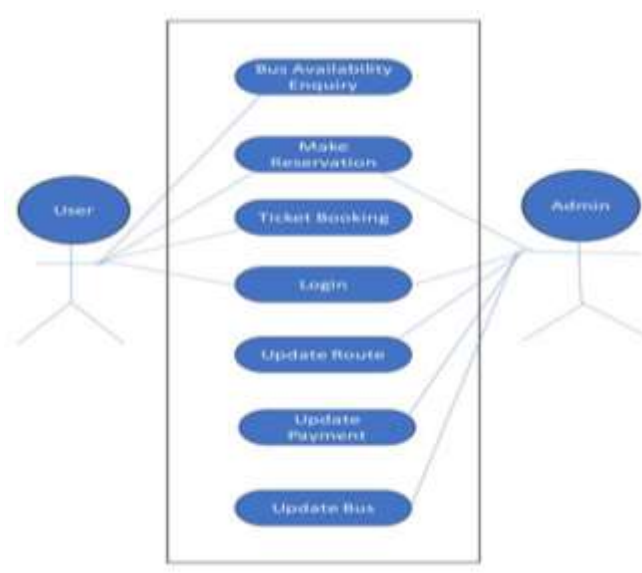 Bus Availability
Enquiry
Make
Reservation
User
Admin
Ticket Booking
Login
Update Route
Update
Payment
Update Bus